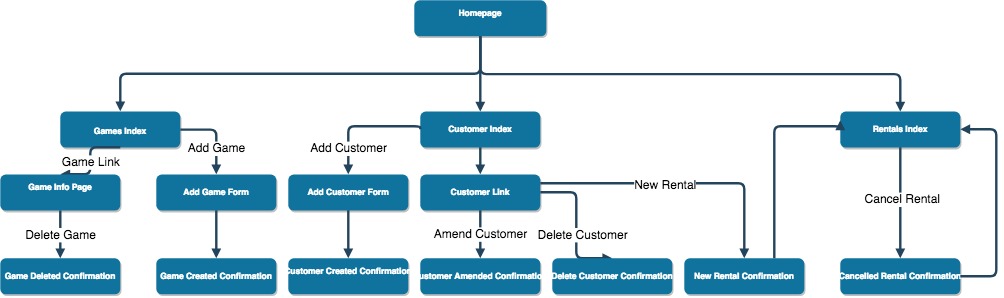 Homepage
Games Index
Customer Index
Rentals Index
Add Game
Add Customer
Game Link
Game Info Page
Add Game Form
Add Customer Form
Customer Link
New Rental
Cancel Rental
Delete Game
Amend Customer
Delete Customer
Game Deleted Confirmation
Game Created Confirmation
Customer Created Confirmation
ustomer Amended Confirmatio
Delete Customer Confirmation
New Rental Confirmation
Cancelled Rental Confirmation